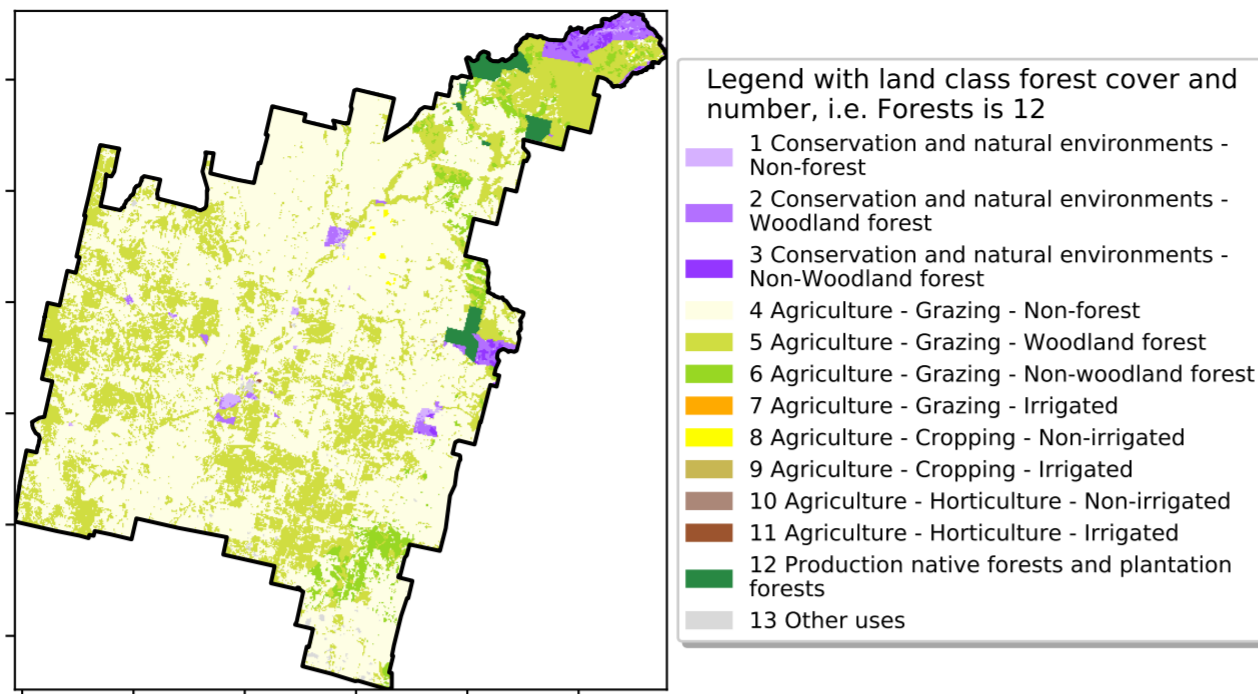 Legend with land class forest cover and
number, i.e. Forests is 12
1 Conservation and natural environments -
Non-forest
2 Conservation and natural environments -
Woodland forest
3 Conservation and natural environments -
Non-Woodland forest
4 Agriculture - Grazing - Non-forest
5 Agriculture - Grazing - Woodland forest
6 Agriculture - Grazing - Non-woodland forest
7 Agriculture - Grazing - Irrigated
8 Agriculture - Cropping - Non-irrigated
9 Agriculture - Cropping - Irrigated
10 Agriculture - Horticulture - Non-irrigated
11 Agriculture - Horticulture - Irrigated
12 Production native forests and plantation
forests
13 Other uses